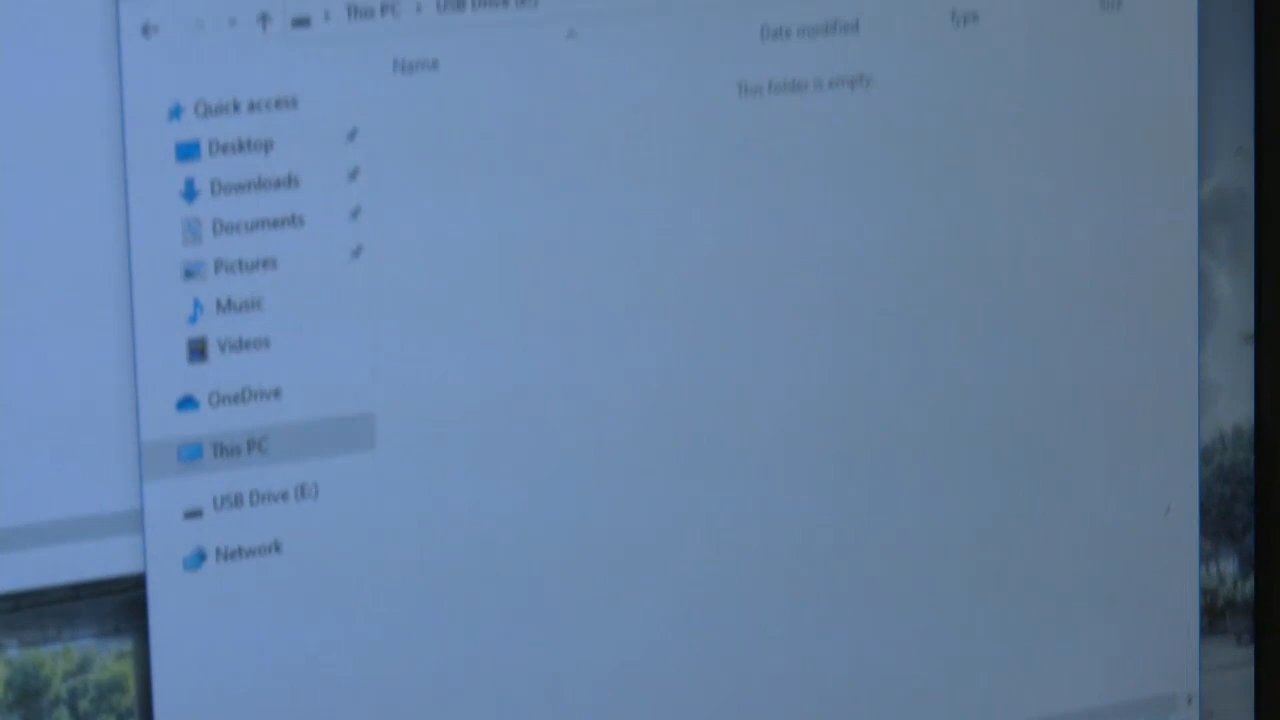 This PC › USB Drive (E:)
Name Date modified Type Size
This folder is empty.
Quick access
Desktop
Downloads
Documents
Pictures
Music
Videos
OneDrive
This PC
USB Drive (E:)
Network